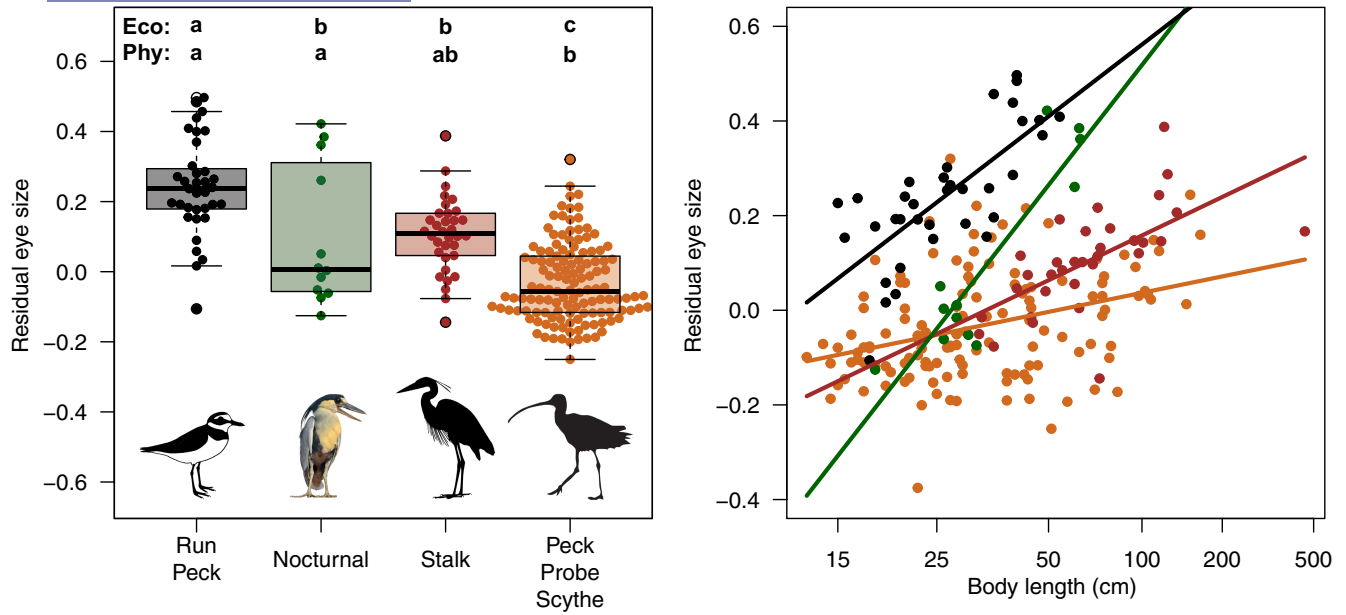 Eco: a b b c
Phy: a a ab b
Residual eye size
0.6
0.4
0.2
0.0
−0.2
−0.4
−0.6
Run
Peck
Nocturnal
Stalk
Peck
Probe
Scythe
Residual eye size
0.6
0.4
0.2
0.0
−0.2
−0.4
15 25 50 100 200 500
Body length (cm)